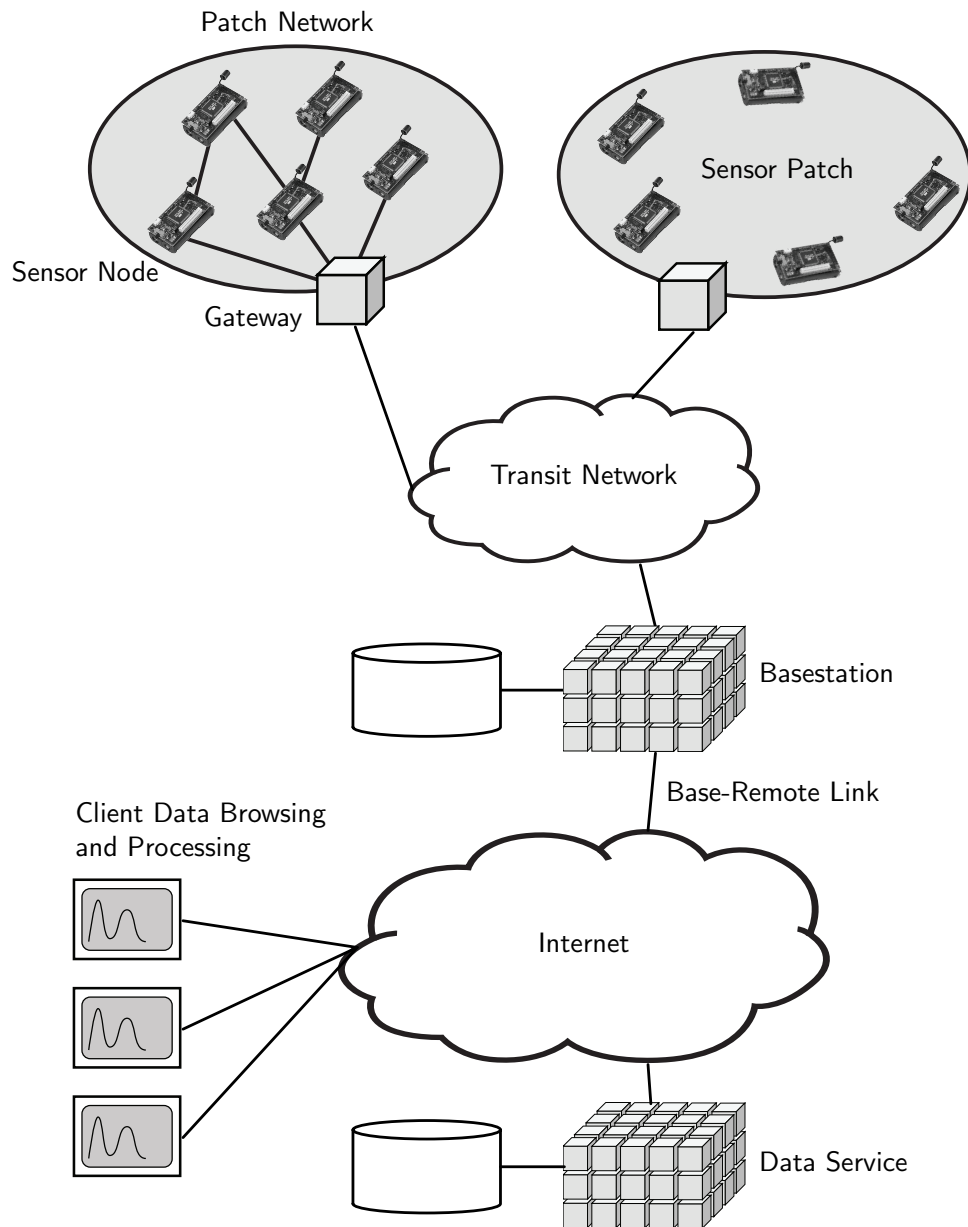 Patch Network
Sensor Patch
Sensor Node
Gateway
Transit Network
Basestation
Base-Remote Link
Client Data Browsing
and Processing
Internet
Data Service